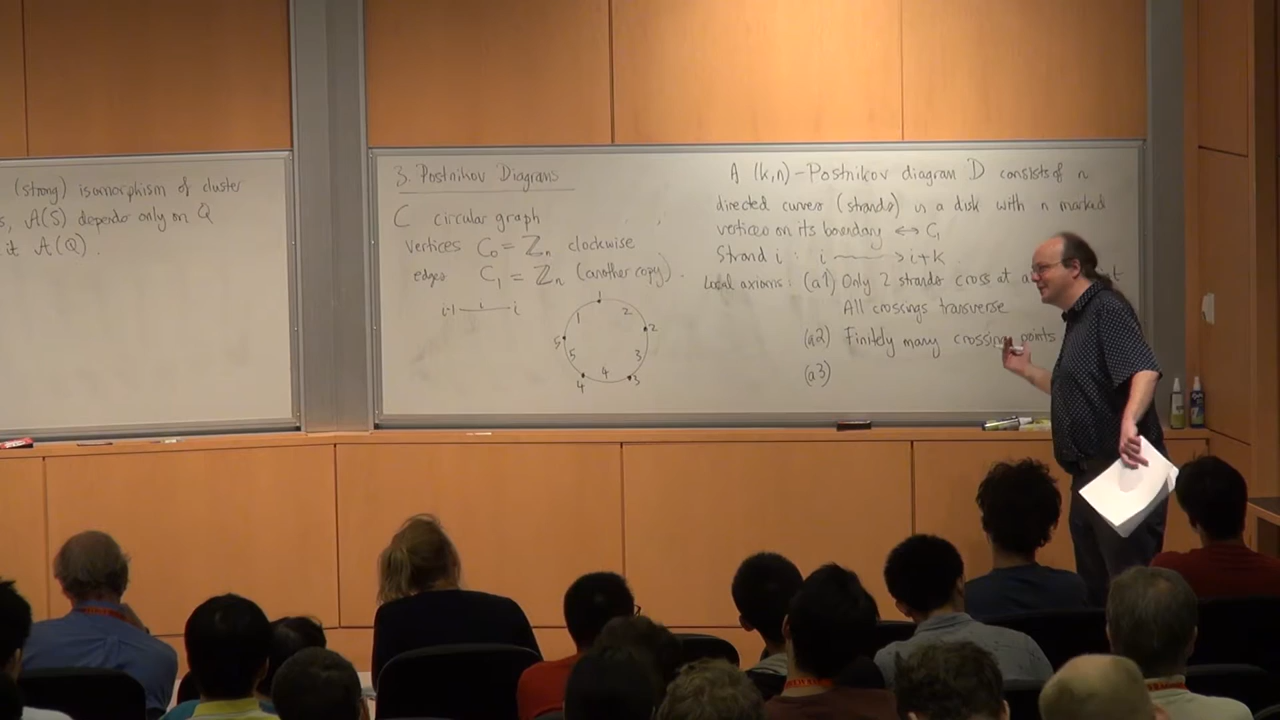 (strong) isomorphism of cluster
s, A(S) depends only on Q
it A(Q).
3. Postnikov Diagrams
C circular graph
vertices C₀ = ℤₙ clockwise
edges C₁ = ℤₙ (another copy).
i-1 i i
1
1 2
5 2
5 3
4
4 3
A (k,n)-Postnikov diagram D consists of n
directed curves (strands) in a disk with n marked
vertices on its boundary ↔ C₁
Strand i : i → i+k.
Local axioms: (a1) Only 2 strands cross at
All crossings transverse
(a2) Finitely many crossing points
(a3)